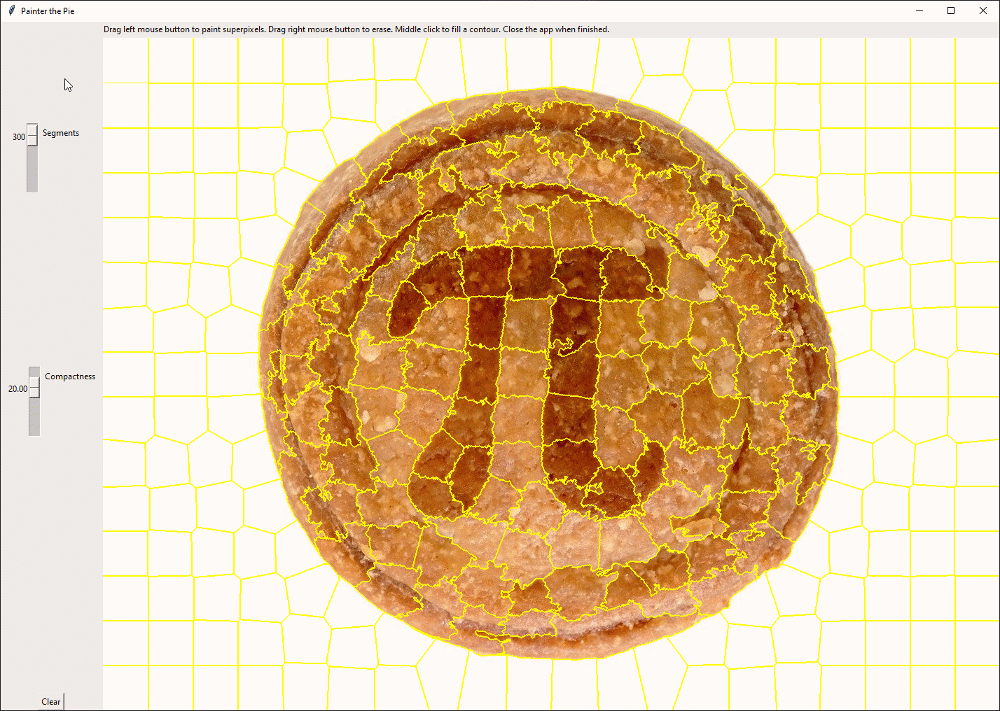 Painter the Pie
Drag left mouse button to paint superpixels. Drag right mouse button to erase. Middle click to fill a contour. Close the app when finished.
300 Segments
20.00 Compactness
π
Clear